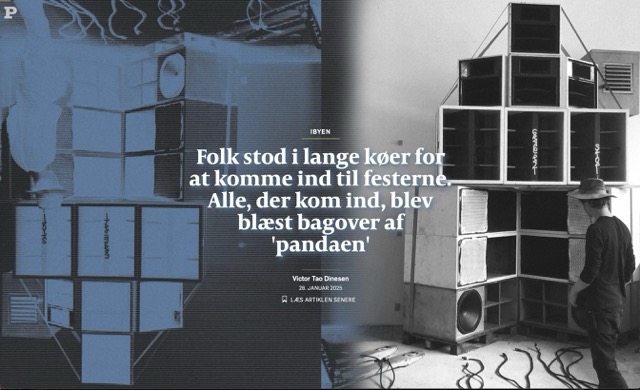 P
IBYEN
Folk stod i lange køer for
at komme ind til festerne.
Alle, der kom ind, blev
blæst bagover af
'pandaen'
Victor Tao Dinesen
28. JANUAR 2025
LÆS ARTIKLEN SENERE